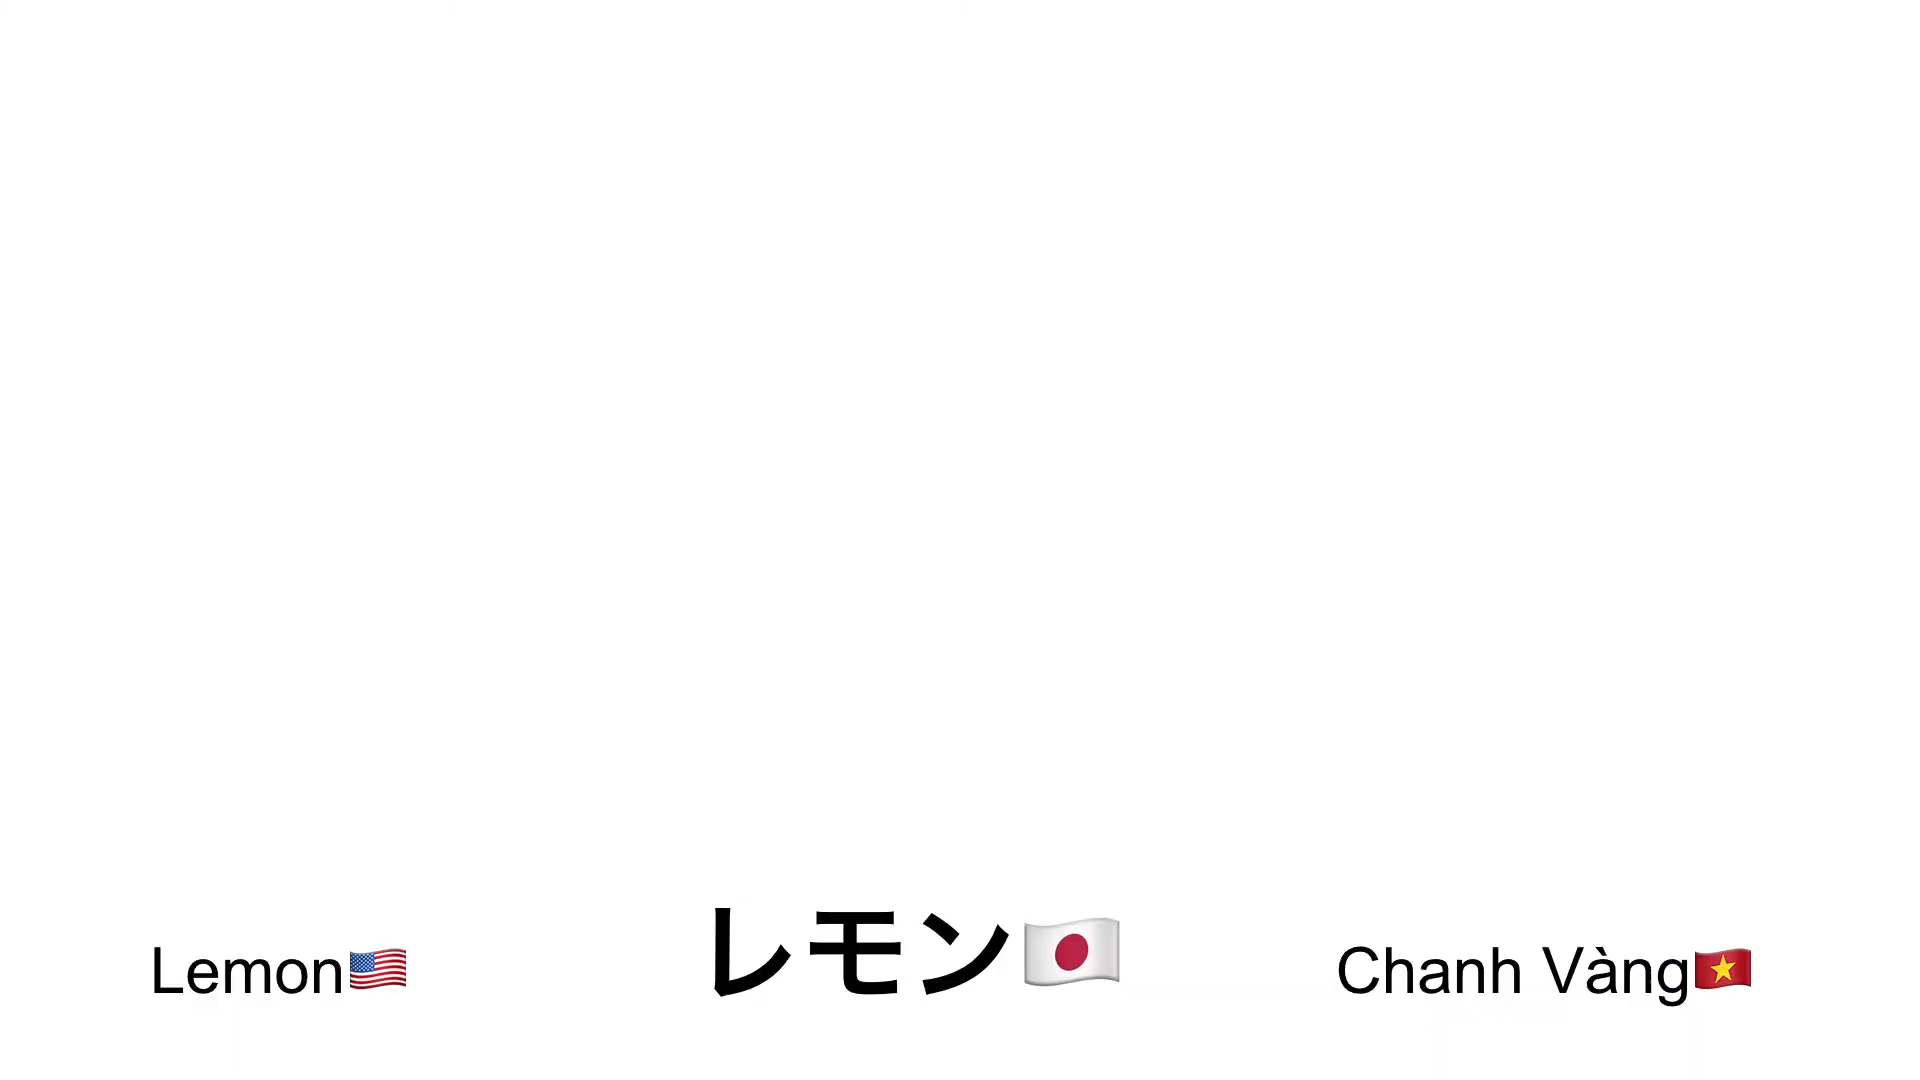 Lemon🇺🇸
レモン🇯🇵
Chanh Vàng🇻🇳